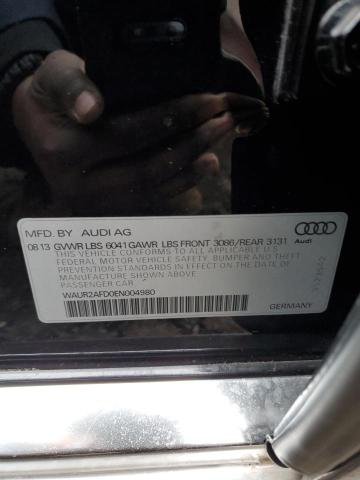 MFD. BY AUDI AG
08.13 GVWR LBS 6041 GAWR LBS FRONT 3086/REAR 3131
THIS VEHICLE CONFORMS TO ALL APPLICABLE U.S
FEDERAL MOTOR VEHICLE SAFETY, BUMPER AND THEFT
PREVENTION STANDARDS IN EFFECT ON THE DATE OF
MANUFACTURE SHOWN ABOVE
PASSENGER CAR
WAUR2AFD0EN004980
Audi
GERMANY